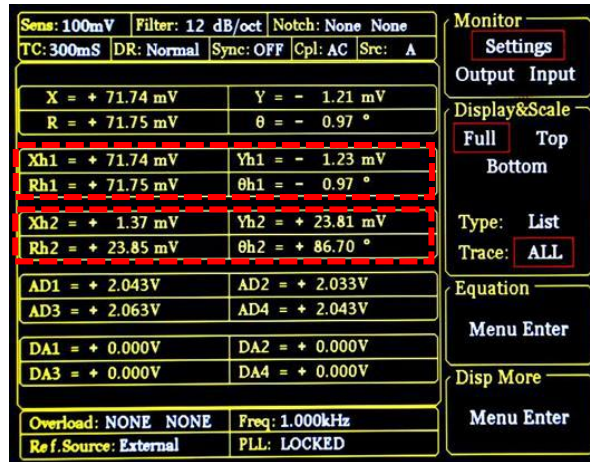 Sens: 100mV Filter: 12 dB/oct Notch: None None
TC: 300mS DR: Normal Sync: OFF Cpl: AC Src: A
X = + 71.74 mV Y = - 1.21 mV
R = + 71.75 mV θ = - 0.97 °
Xh1 = + 71.74 mV Yh1 = - 1.23 mV
Rh1 = + 71.75 mV θh1 = - 0.97 °
Xh2 = + 1.37 mV Yh2 = + 23.81 mV
Rh2 = + 23.85 mV θh2 = + 86.70 °
AD1 = + 2.043V AD2 = + 2.033V
AD3 = + 2.063V AD4 = + 2.043V
DA1 = + 0.000V DA2 = + 0.000V
DA3 = + 0.000V DA4 = + 0.000V
Overload: NONE NONE Freq: 1.000kHz
Ref.Source: External PLL: LOCKED
Monitor
Settings
Output Input
Display&Scale
Full Top
Bottom
Type: List
Trace: ALL
Equation
Menu Enter
Disp More
Menu Enter